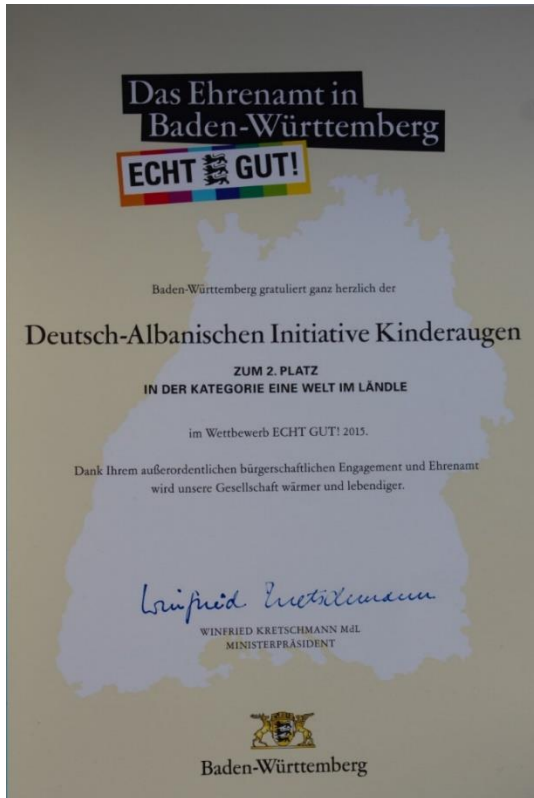 Das Ehrenamt in
Baden-Württemberg
ECHT GUT!
Baden-Württemberg gratuliert ganz herzlich der
Deutsch-Albanischen Initiative Kinderaugen
ZUM 2. PLATZ
IN DER KATEGORIE EINE WELT IM LÄNDLE
im Wettbewerb ECHT GUT! 2015.
Dank Ihrem außerordentlichen bürgerschaftlichen Engagement und Ehrenamt
wird unsere Gesellschaft wärmer und lebendiger.
Winfried Kretschmann
WINFRIED KRETSCHMANN MdL
MINISTERPRÄSIDENT
Baden-Württemberg